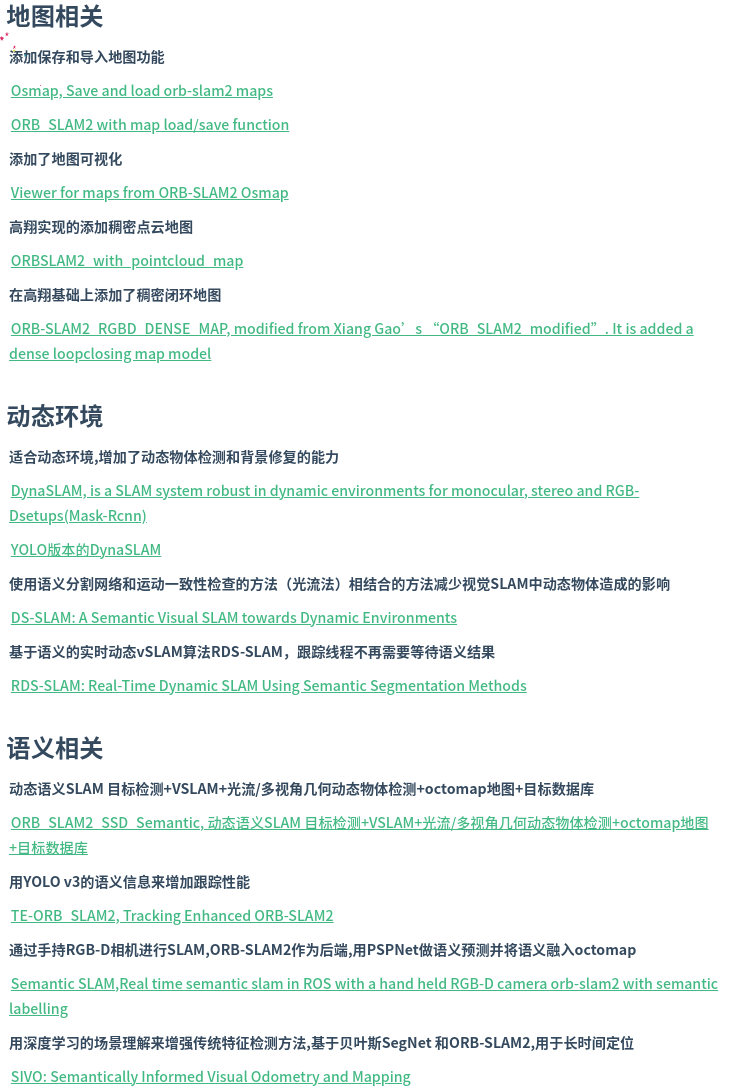 地图相关
添加保存和导入地图功能
Osmap, Save and load orb-slam2 maps
ORB_SLAM2 with map load/save function
添加了地图可视化
Viewer for maps from ORB-SLAM2 Osmap
高翔实现的添加稠密点云地图
ORBSLAM2_with_pointcloud_map
在高翔基础上添加了稠密闭环地图
ORB-SLAM2_RGBD_DENSE_MAP, modified from Xiang Gao’s “ORB_SLAM2_modified”. It is added a
dense loopclosing map model
动态环境
适合动态环境,增加了动态物体检测和背景修复的能力
DynaSLAM, is a SLAM system robust in dynamic environments for monocular, stereo and RGB-
Dsetups(Mask-Rcnn)
YOLO版本的DynaSLAM
使用语义分割网络和运动一致性检查的方法（光流法）相结合的方法减少视觉SLAM中动态物体造成的影响
DS-SLAM: A Semantic Visual SLAM towards Dynamic Environments
基于语义的实时动态vSLAM算法RDS-SLAM，跟踪线程不再需要等待语义结果
RDS-SLAM: Real-Time Dynamic SLAM Using Semantic Segmentation Methods
语义相关
动态语义SLAM 目标检测+VSLAM+光流/多视角几何动态物体检测+octomap地图+目标数据库
ORB_SLAM2_SSD_Semantic, 动态语义SLAM 目标检测+VSLAM+光流/多视角几何动态物体检测+octomap地图
+目标数据库
用YOLO v3的语义信息来增加跟踪性能
TE-ORB_SLAM2, Tracking Enhanced ORB-SLAM2
通过手持RGB-D相机进行SLAM,ORB-SLAM2作为后端,用PSPNet做语义预测并将语义融入octomap
Semantic SLAM,Real time semantic slam in ROS with a hand held RGB-D camera orb-slam2 with semantic
labelling
用深度学习的场景理解来增强传统特征检测方法,基于贝叶斯SegNet 和ORB-SLAM2,用于长时间定位
SIVO: Semantically Informed Visual Odometry and Mapping